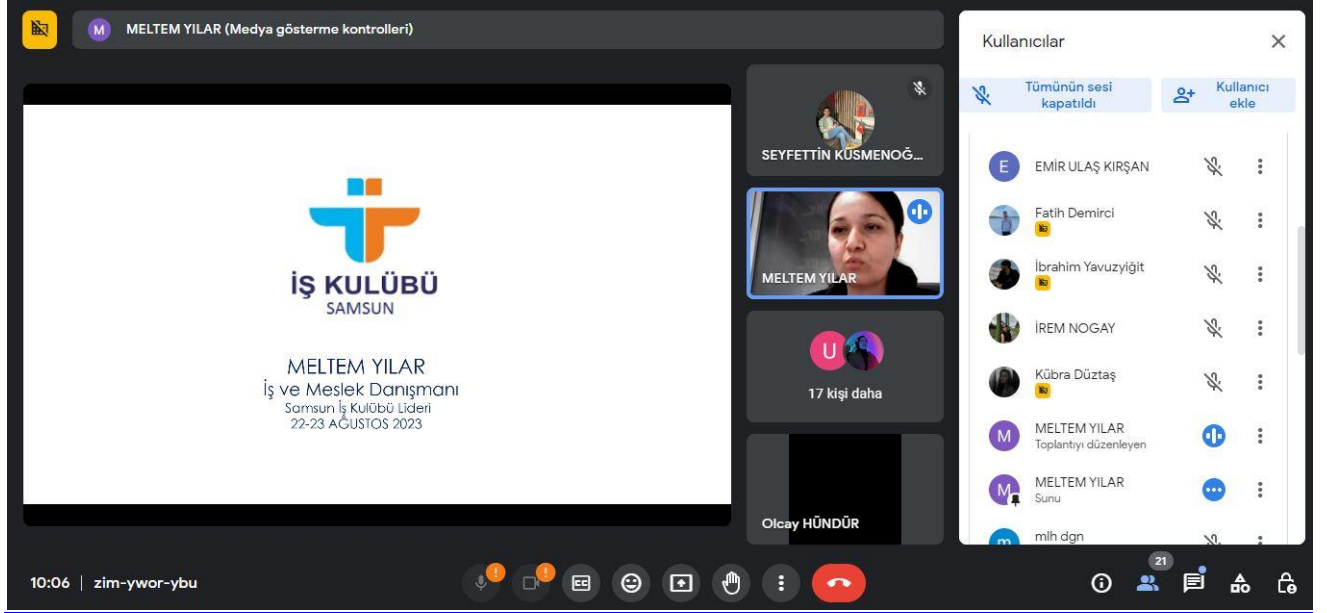 M MELTEM YILAR (Medya gösterme kontrolleri)
İŞ KULÜBÜ
SAMSUN
MELTEM YILAR
İş ve Meslek Danışmanı
Samsun İş Kulübü Lideri
22-23 AĞUSTOS 2023
SEYFETTİN KÜSMENOĞ...
MELTEM YILAR
U
17 kişi daha
Olcay HÜNDÜR
Kullanıcılar
Tümünün sesi
kapatıldı
Kullanıcı
ekle
E EMİR ULAŞ KIRŞAN
Fatih Demirci
İbrahim Yavuzyiğit
İREM NOGAY
Kübra Düztaş
M MELTEM YILAR
Toplantıyı düzenleyen
M MELTEM YILAR
Sunu
m mlh dgn
10:06 | zim-ywor-ybu
CC
21